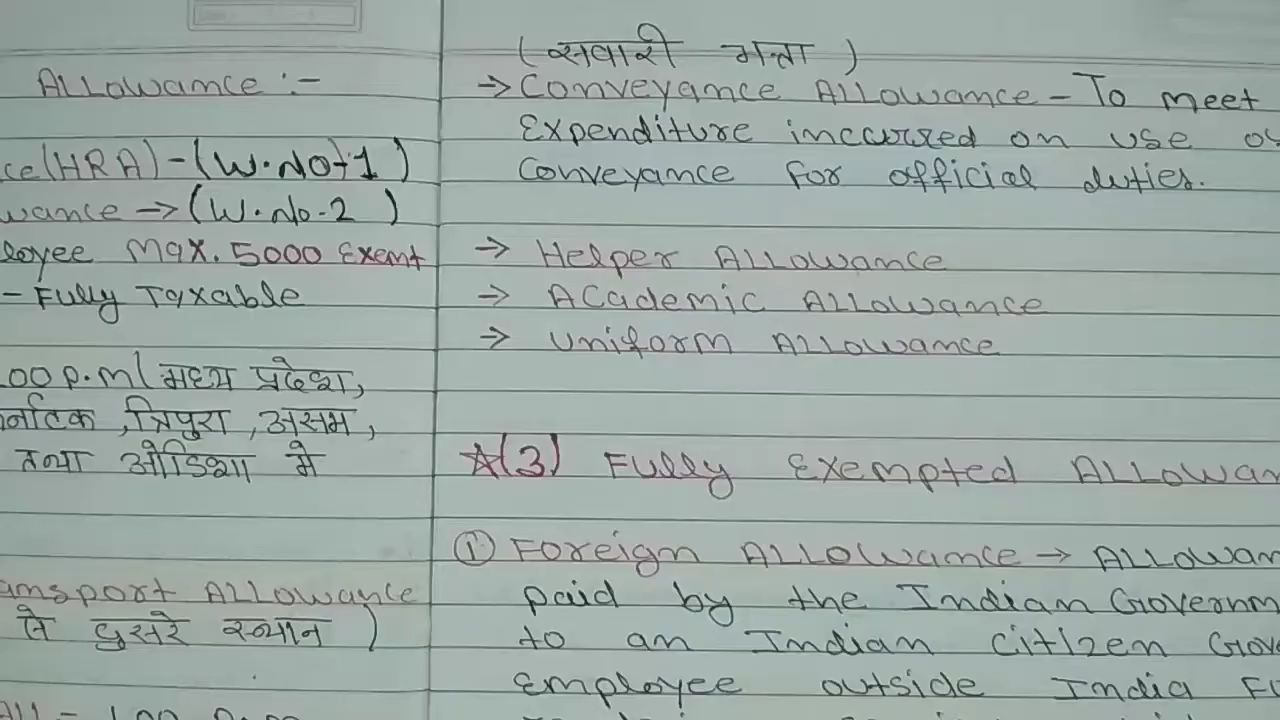 ALLowance :-
ce(HRA) - (W.No-1)
wance → (W.No.2)
loyee Max. 5000 Exemt
- Fully Taxable
00 P.m ( मध्य प्रदेश,
र्नाटक, त्रिपुरा, असम,
तथा ओडिशा में
ansport ALLowance
से दुसरे स्थान )
(सवारी भत्ता)
→ Conveyance ALLowance - To meet
Expenditure incurred on use of
Conveyance for official duties.
→ Helper ALLowance
→ Academic ALLowance
→ Uniform ALLowance
☆(3) Fully Exempted ALLowan
① Foreign ALLowance → ALLowan
paid by the Indian Governm
to an Indian citizen Gov
Employee outside India F